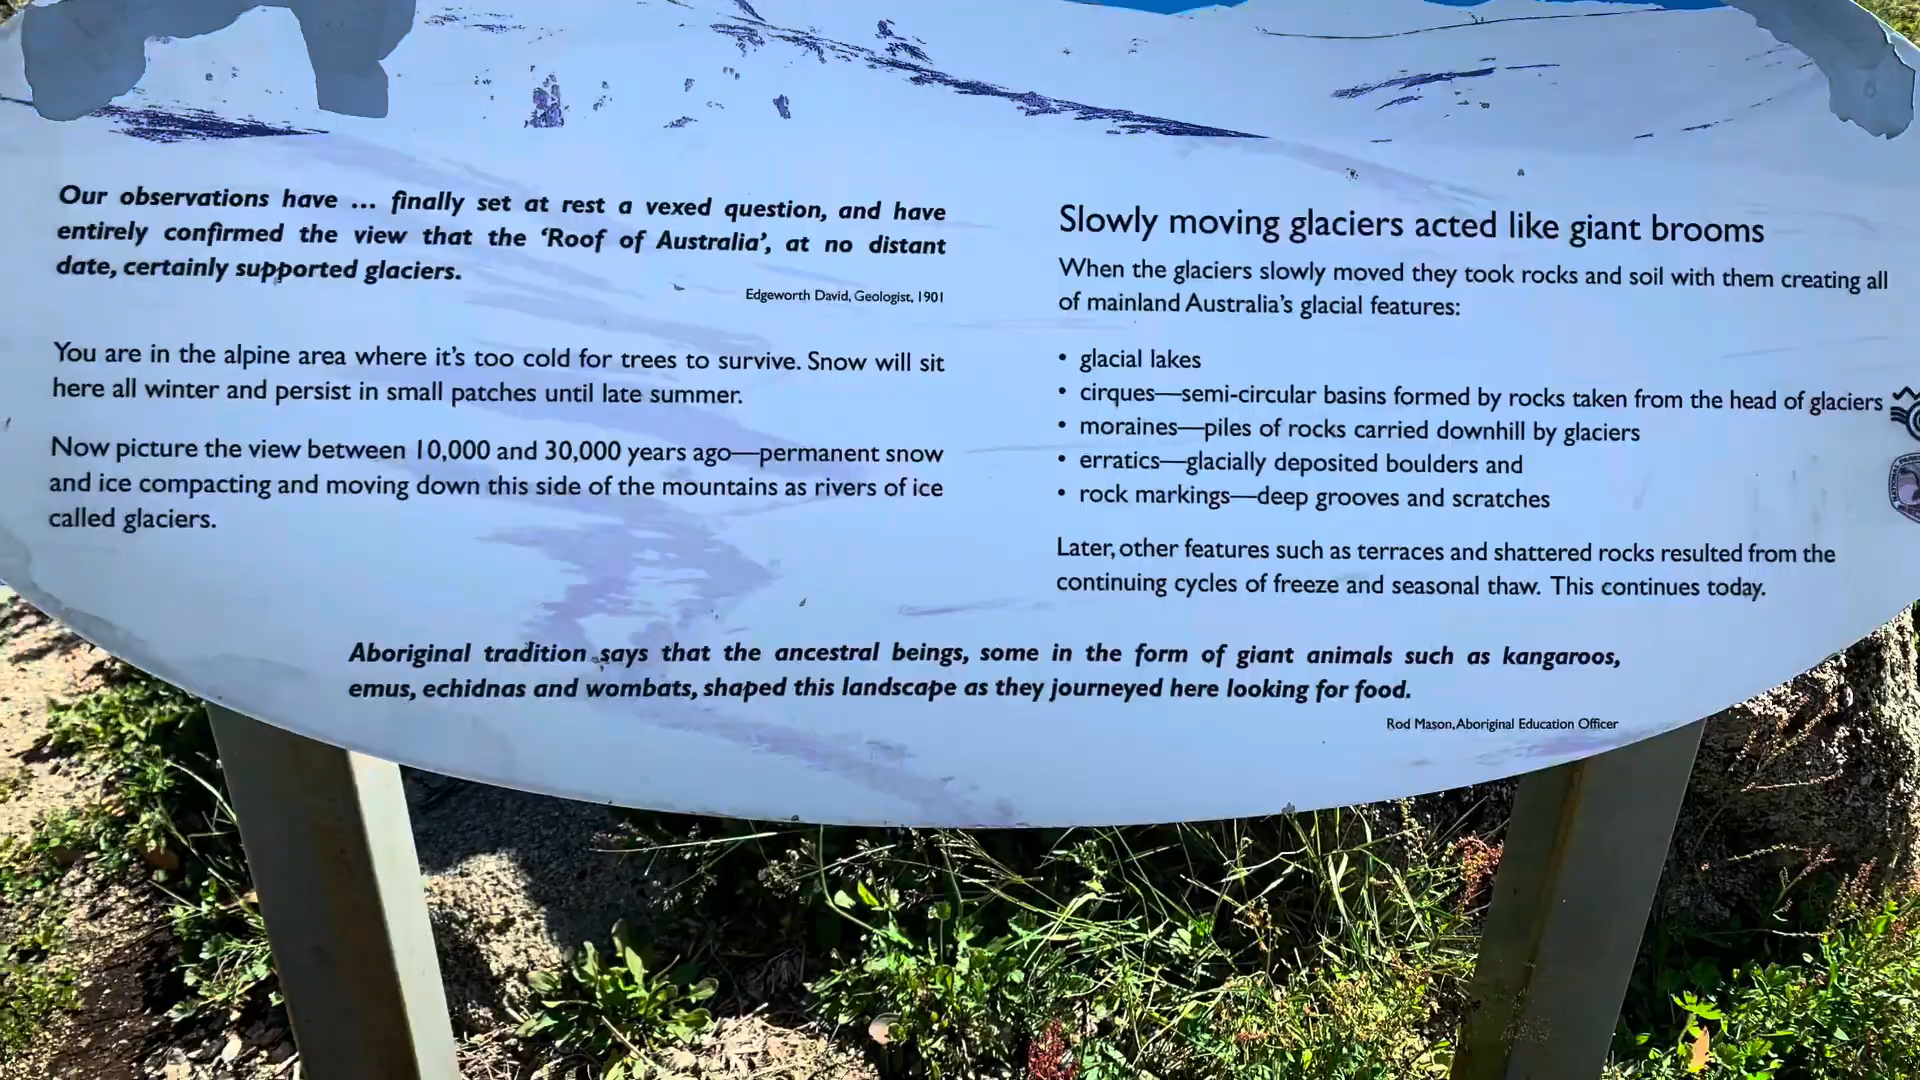 Our observations have ... finally set at rest a vexed question, and have
entirely confirmed the view that the ‘Roof of Australia’, at no distant
date, certainly supported glaciers.
Edgeworth David, Geologist, 1901
You are in the alpine area where it’s too cold for trees to survive. Snow will sit
here all winter and persist in small patches until late summer.
Now picture the view between 10,000 and 30,000 years ago—permanent snow
and ice compacting and moving down this side of the mountains as rivers of ice
called glaciers.
Slowly moving glaciers acted like giant brooms
When the glaciers slowly moved they took rocks and soil with them creating all
of mainland Australia’s glacial features:
• glacial lakes
• cirques—semi-circular basins formed by rocks taken from the head of glaciers
• moraines—piles of rocks carried downhill by glaciers
• erratics—glacially deposited boulders and
• rock markings—deep grooves and scratches
Later, other features such as terraces and shattered rocks resulted from the
continuing cycles of freeze and seasonal thaw. This continues today.
Aboriginal tradition says that the ancestral beings, some in the form of giant animals such as kangaroos,
emus, echidnas and wombats, shaped this landscape as they journeyed here looking for food.
Rod Mason, Aboriginal Education Officer